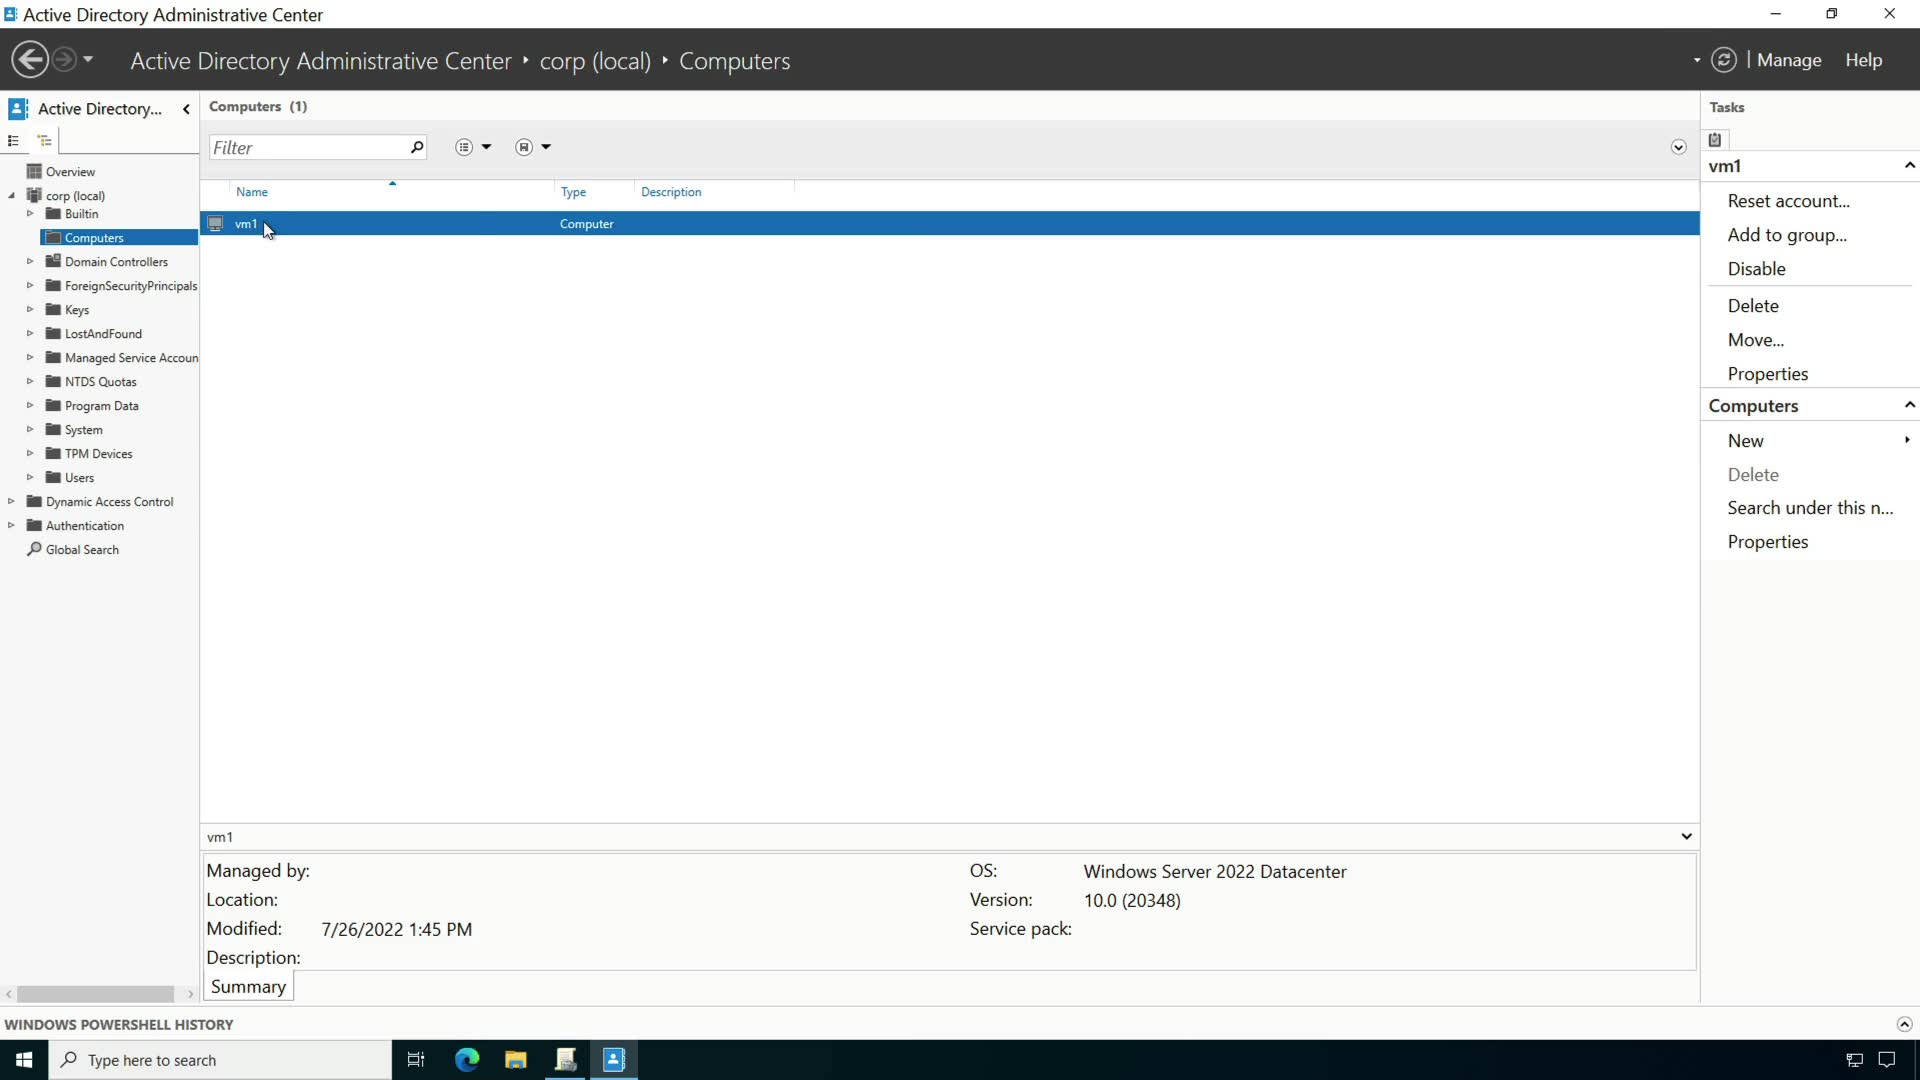 Active Directory Administrative Center
Active Directory Administrative Center corp (local) Computers
Manage Help
Active Directory...
Overview
corp (local)
Builtin
Computers
Domain Controllers
ForeignSecurityPrincipals
Keys
LostAndFound
Managed Service Accoun
NTDS Quotas
Program Data
System
TPM Devices
Users
Dynamic Access Control
Authentication
Global Search
Computers (1)
Filter
Name Type Description
vm1 Computer
vm1
Managed by:
Location:
Modified: 7/26/2022 1:45 PM
Description:
OS: Windows Server 2022 Datacenter
Version: 10.0 (20348)
Service pack:
Summary
Tasks
vm1
Reset account...
Add to group...
Disable
Delete
Move...
Properties
Computers
New
Delete
Search under this n...
Properties
WINDOWS POWERSHELL HISTORY
Type here to search